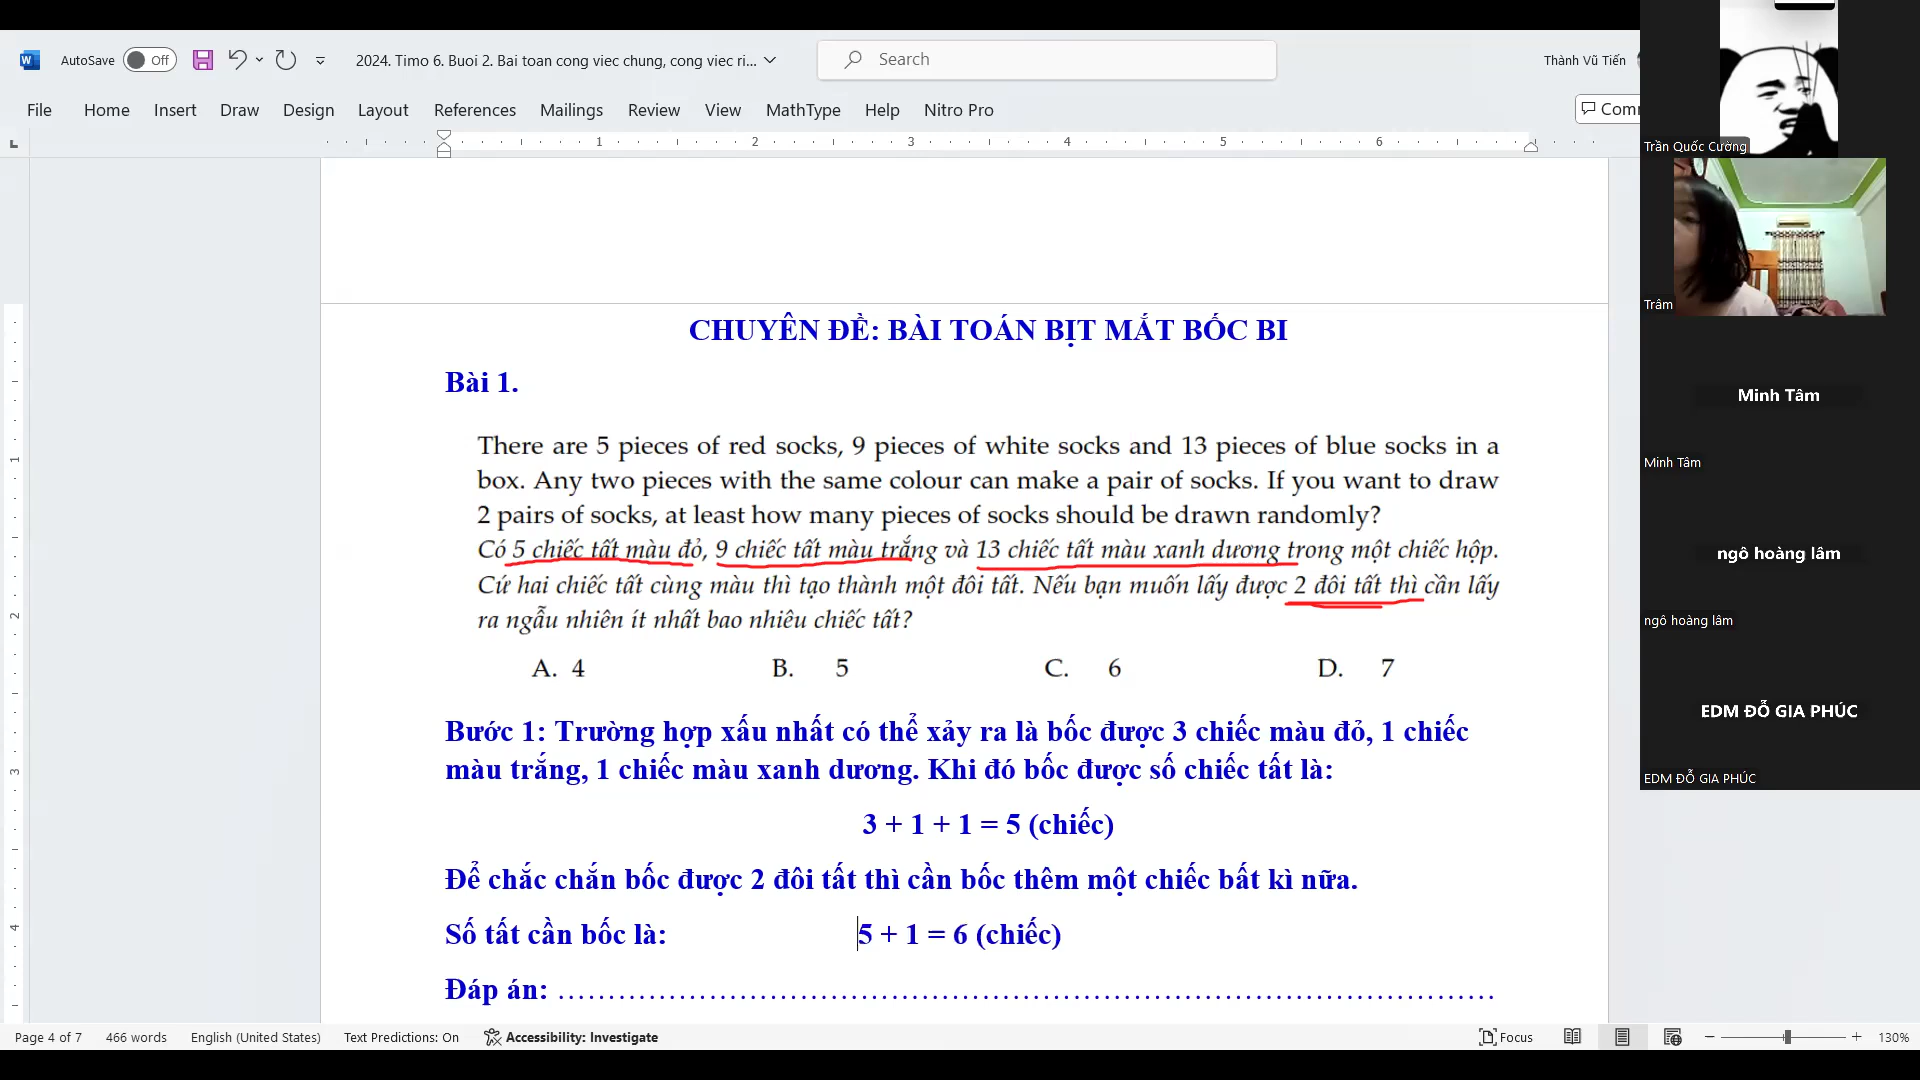 AutoSave Off 2024. Timo 6. Buoi 2. Bai toan cong viec chung, cong viec ri... Search Thành Vũ Tiến
File Home Insert Draw Design Layout References Mailings Review View MathType Help Nitro Pro Comm
1 2 3 4 5 6
CHUYÊN ĐỀ: BÀI TOÁN BỊT MẮT BỐC BI
Bài 1.
There are 5 pieces of red socks, 9 pieces of white socks and 13 pieces of blue socks in a
box. Any two pieces with the same colour can make a pair of socks. If you want to draw
2 pairs of socks, at least how many pieces of socks should be drawn randomly?
Có 5 chiếc tất màu đỏ, 9 chiếc tất màu trắng và 13 chiếc tất màu xanh dương trong một chiếc hộp.
Cứ hai chiếc tất cùng màu thì tạo thành một đôi tất. Nếu bạn muốn lấy được 2 đôi tất thì cần lấy
ra ngẫu nhiên ít nhất bao nhiêu chiếc tất?
A. 4 B. 5 C. 6 D. 7
Bước 1: Trường hợp xấu nhất có thể xảy ra là bốc được 3 chiếc màu đỏ, 1 chiếc
màu trắng, 1 chiếc màu xanh dương. Khi đó bốc được số chiếc tất là:
3 + 1 + 1 = 5 (chiếc)
Để chắc chắn bốc được 2 đôi tất thì cần bốc thêm một chiếc bất kì nữa.
Số tất cần bốc là: 5 + 1 = 6 (chiếc)
Đáp án: ............................................................................................
1
2
3
4
Page 4 of 7 466 words English (United States) Text Predictions: On Accessibility: Investigate Focus 130%
Trần Quốc Cường
Trâm
Minh Tâm
Minh Tâm
ngô hoàng lâm
ngô hoàng lâm
EDM ĐỖ GIA PHÚC
EDM ĐỖ GIA PHÚC